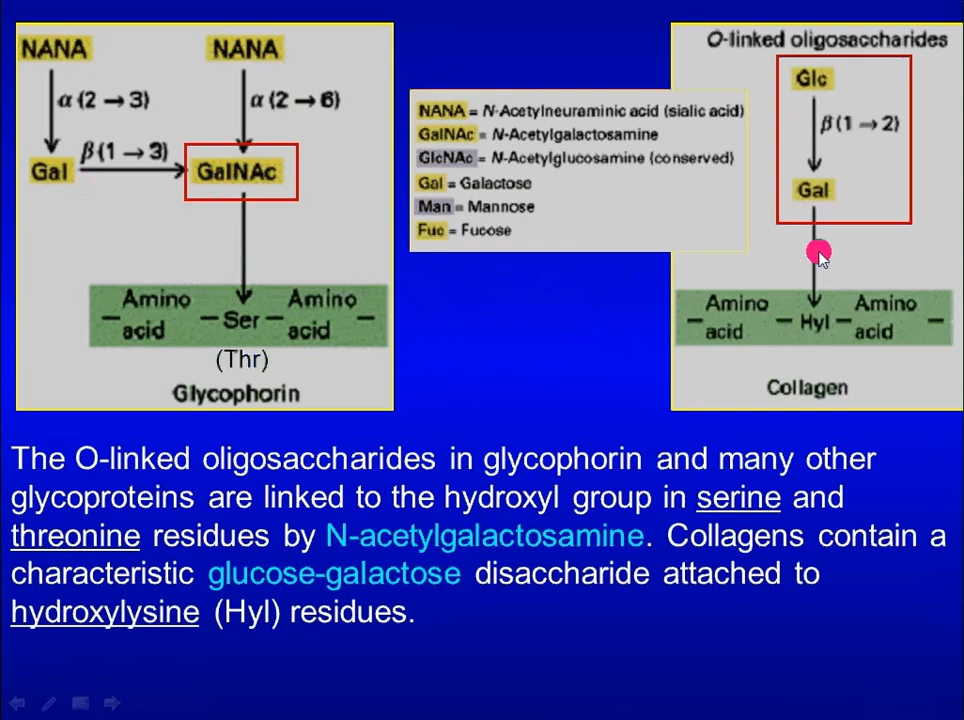 NANA
NANA
α (2 → 3)
α (2 → 6)
β (1 → 3)
Gal
GalNAc
Amino acid
Ser
Amino acid
(Thr)
Glycophorin
NANA = N-Acetylneuraminic acid (sialic acid)
GalNAc = N-Acetylgalactosamine
GlcNAc = N-Acetylglucosamine (conserved)
Gal = Galactose
Man = Mannose
Fuc = Fucose
O-linked oligosaccharides
Glc
β (1 → 2)
Gal
Amino acid
Hyl
Amino acid
Collagen
The O-linked oligosaccharides in glycophorin and many other
glycoproteins are linked to the hydroxyl group in serine and
threonine residues by N-acetylgalactosamine. Collagens contain a
characteristic glucose-galactose disaccharide attached to
hydroxylysine (Hyl) residues.